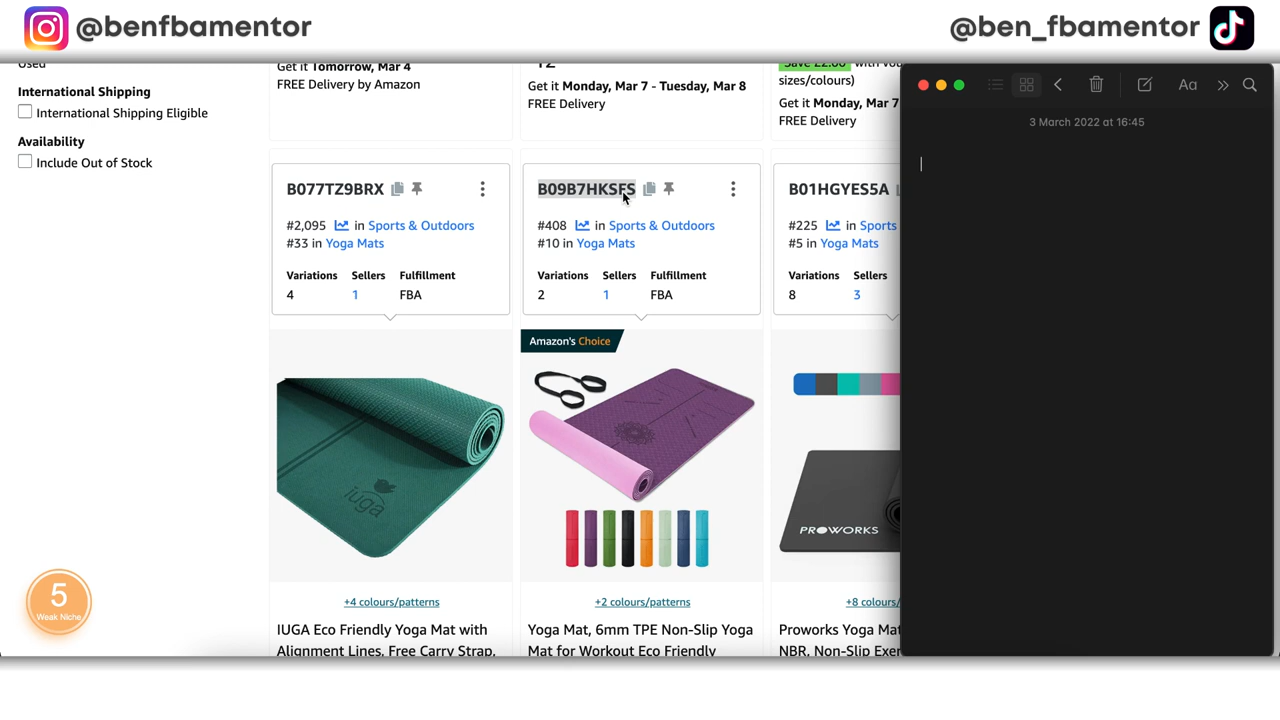 @benfbamentor
@ben_fbamentor
Used
International Shipping
International Shipping Eligible
Availability
Include Out of Stock
Get it Tomorrow, Mar 4
FREE Delivery by Amazon
Get it Monday, Mar 7 - Tuesday, Mar 8
FREE Delivery
sizes/colours)
Get it Monday, Mar 7
FREE Delivery
B077TZ9BRX
#2,095 in Sports & Outdoors
#33 in Yoga Mats
Variations Sellers Fulfillment
4 1 FBA
B09B7HKSFS
#408 in Sports & Outdoors
#10 in Yoga Mats
Variations Sellers Fulfillment
2 1 FBA
B01HGYES5A
#225 in Sports
#5 in Yoga Mats
Variations Sellers
8 3
Amazon's Choice
iuga
PROWORKS
+4 colours/patterns
+2 colours/patterns
+8 colours/
IUGA Eco Friendly Yoga Mat with
Alignment Lines, Free Carry Strap,
Yoga Mat, 6mm TPE Non-Slip Yoga
Mat for Workout Eco Friendly
Proworks Yoga Mat
NBR, Non-Slip Exer
5
Weak Niche
Aa
3 March 2022 at 16:45